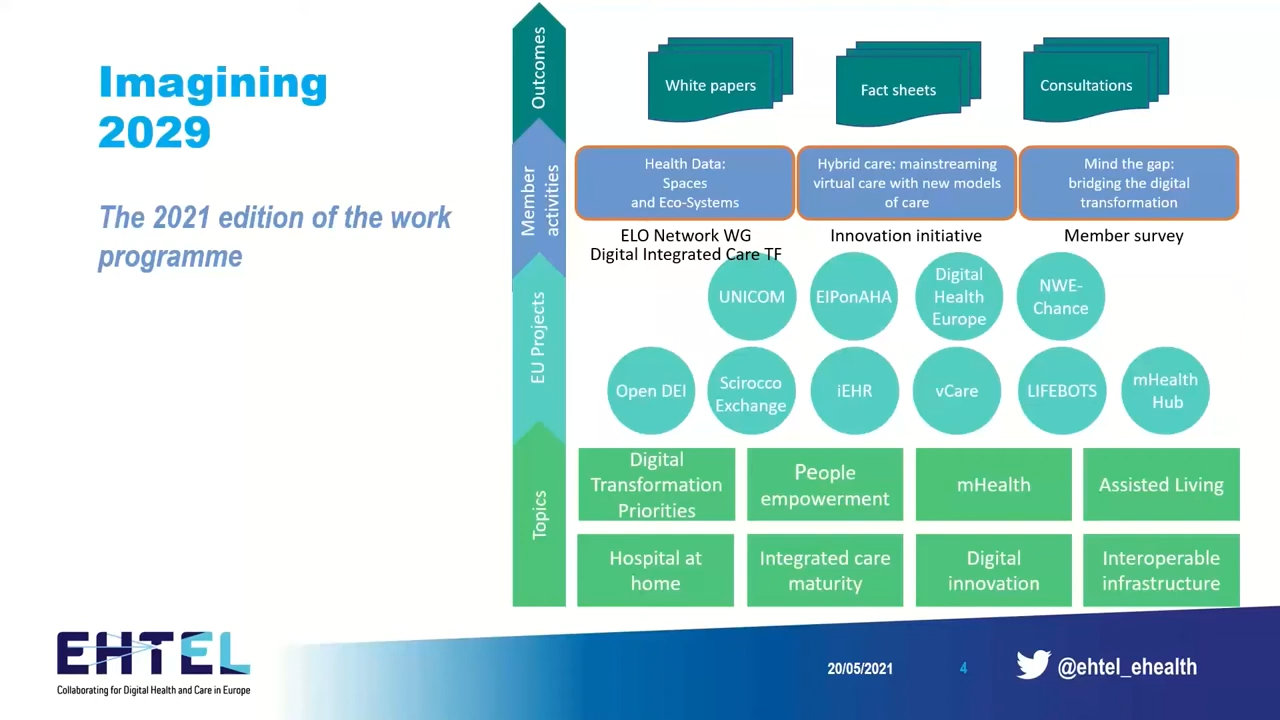 Imagining
2029
The 2021 edition of the work
programme
Outcomes
White papers
Fact sheets
Consultations
Member
activities
Health Data:
Spaces
and Eco-Systems
Hybrid care: mainstreaming
virtual care with new models
of care
Mind the gap:
bridging the digital
transformation
ELO Network WG
Digital Integrated Care TF
Innovation initiative
Member survey
EU Projects
UNICOM
EIPonAHA
Digital
Health
Europe
NWE-
Chance
Open DEI
Scirocco
Exchange
iEHR
vCare
LIFEBOTS
mHealth
Hub
Topics
Digital
Transformation
Priorities
People
empowerment
mHealth
Assisted Living
Hospital at
home
Integrated care
maturity
Digital
innovation
Interoperable
infrastructure
EHTEL
Collaborating for Digital Health and Care in Europe
20/05/2021
4
@ehtel_ehealth